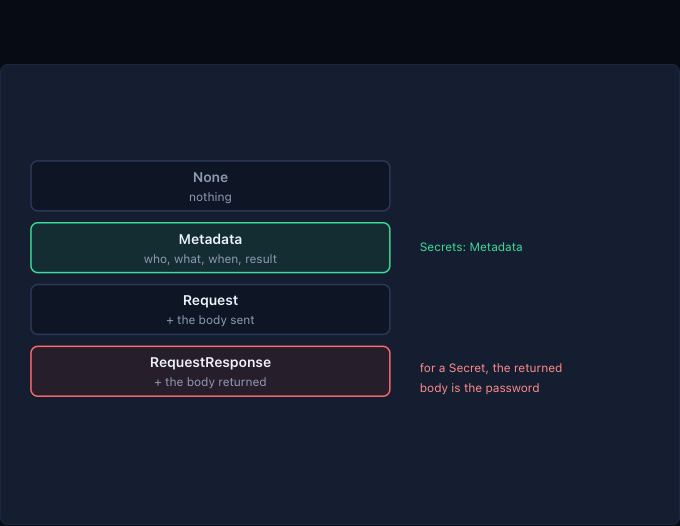 None
nothing
Metadata
who, what, when, result
Secrets: Metadata
Request
+ the body sent
RequestResponse
+ the body returned
for a Secret, the returned
body is the password